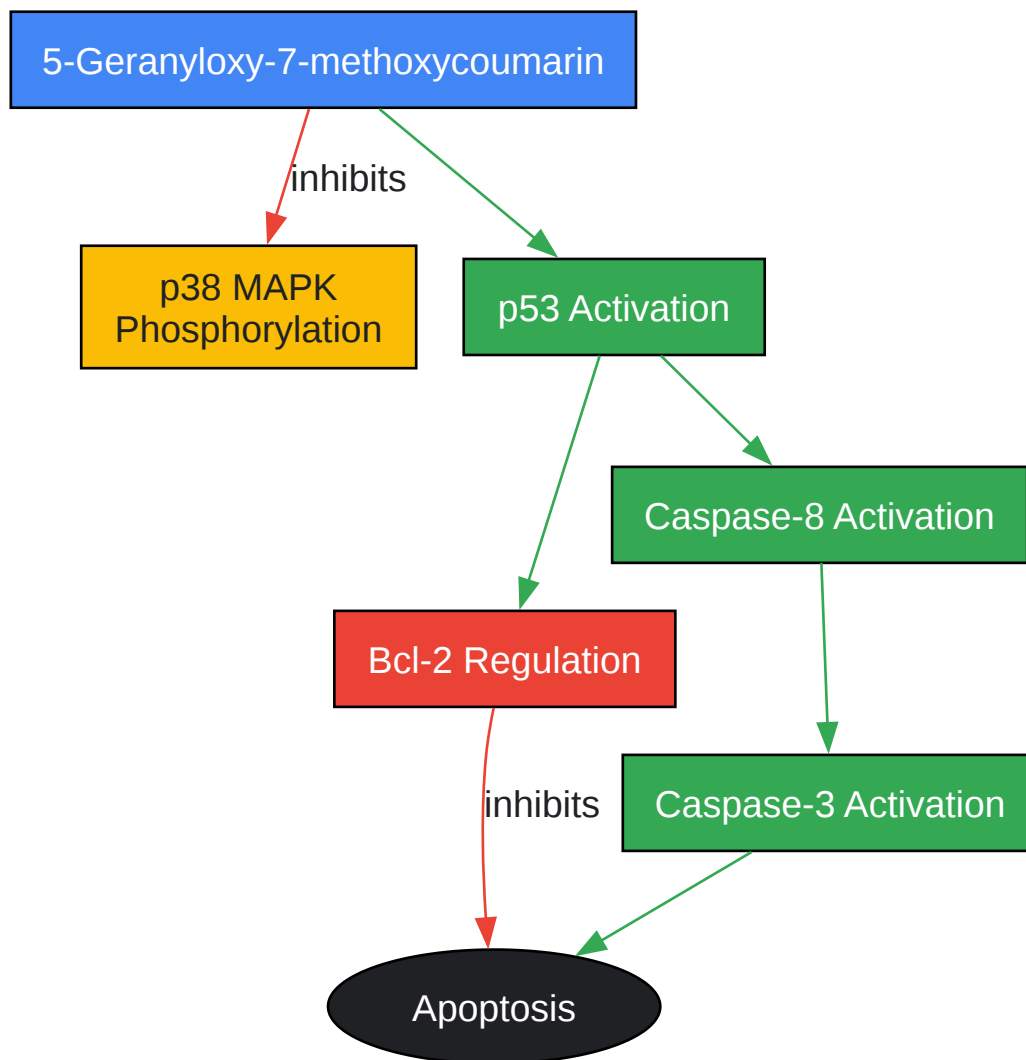 5-Geranyloxy-7-methoxycoumarin
inhibits
p38 MAPK
Phosphorylation
p53 Activation
Caspase-8 Activation
Bcl-2 Regulation
inhibits
Caspase-3 Activation
Apoptosis